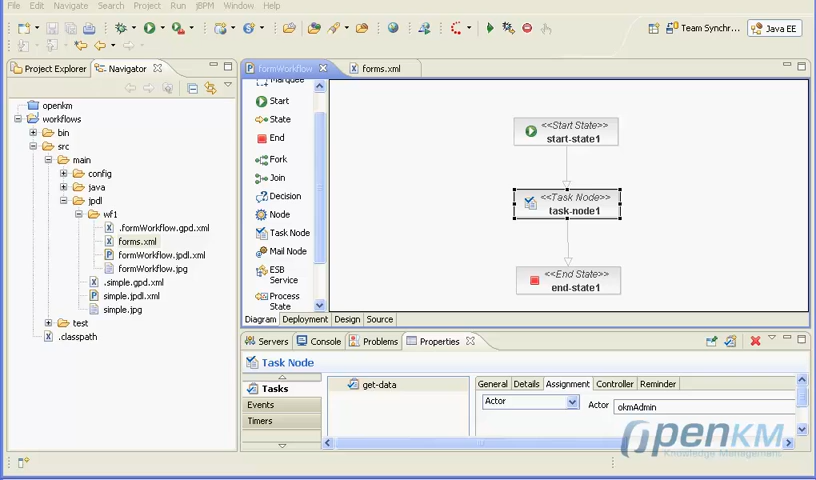 File Edit Navigate Search Project Run jBPM Window Help
Team Synchr...
Java EE
Project Explorer
Navigator
openkm
workflows
bin
src
main
config
java
jpdl
wf1
.formWorkflow.gpd.xml
forms.xml
formWorkflow.jpdl.xml
formWorkflow.jpg
.simple.gpd.xml
simple.jpdl.xml
simple.jpg
test
.classpath
formWorkflow
forms.xml
Marquee
Start
State
End
Fork
Join
Decision
Node
Task Node
Mail Node
ESB
Service
Process
State
<<Start State>>
start-state1
<<Task Node>>
task-node1
<<End State>>
end-state1
Diagram Deployment Design Source
Servers Console Problems Properties
Task Node
Tasks
Events
Timers
get-data
General Details Assignment Controller Reminder
Actor
Actor okmAdmin
OpenKM
Knowledge Management